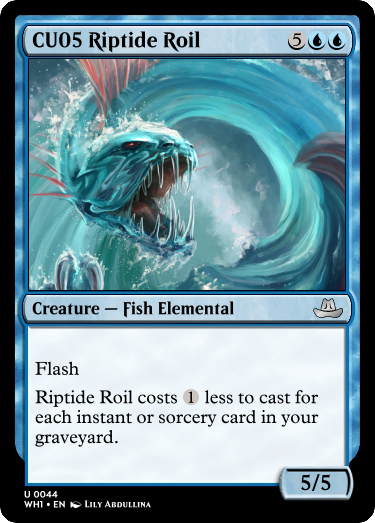 CU05 Riptide Roil 5
Creature — Fish Elemental
Flash
Riptide Roil costs 1 less to cast for
each instant or sorcery card in your
graveyard.
5/5
U 0044
WH1 • EN Lily Abdullina